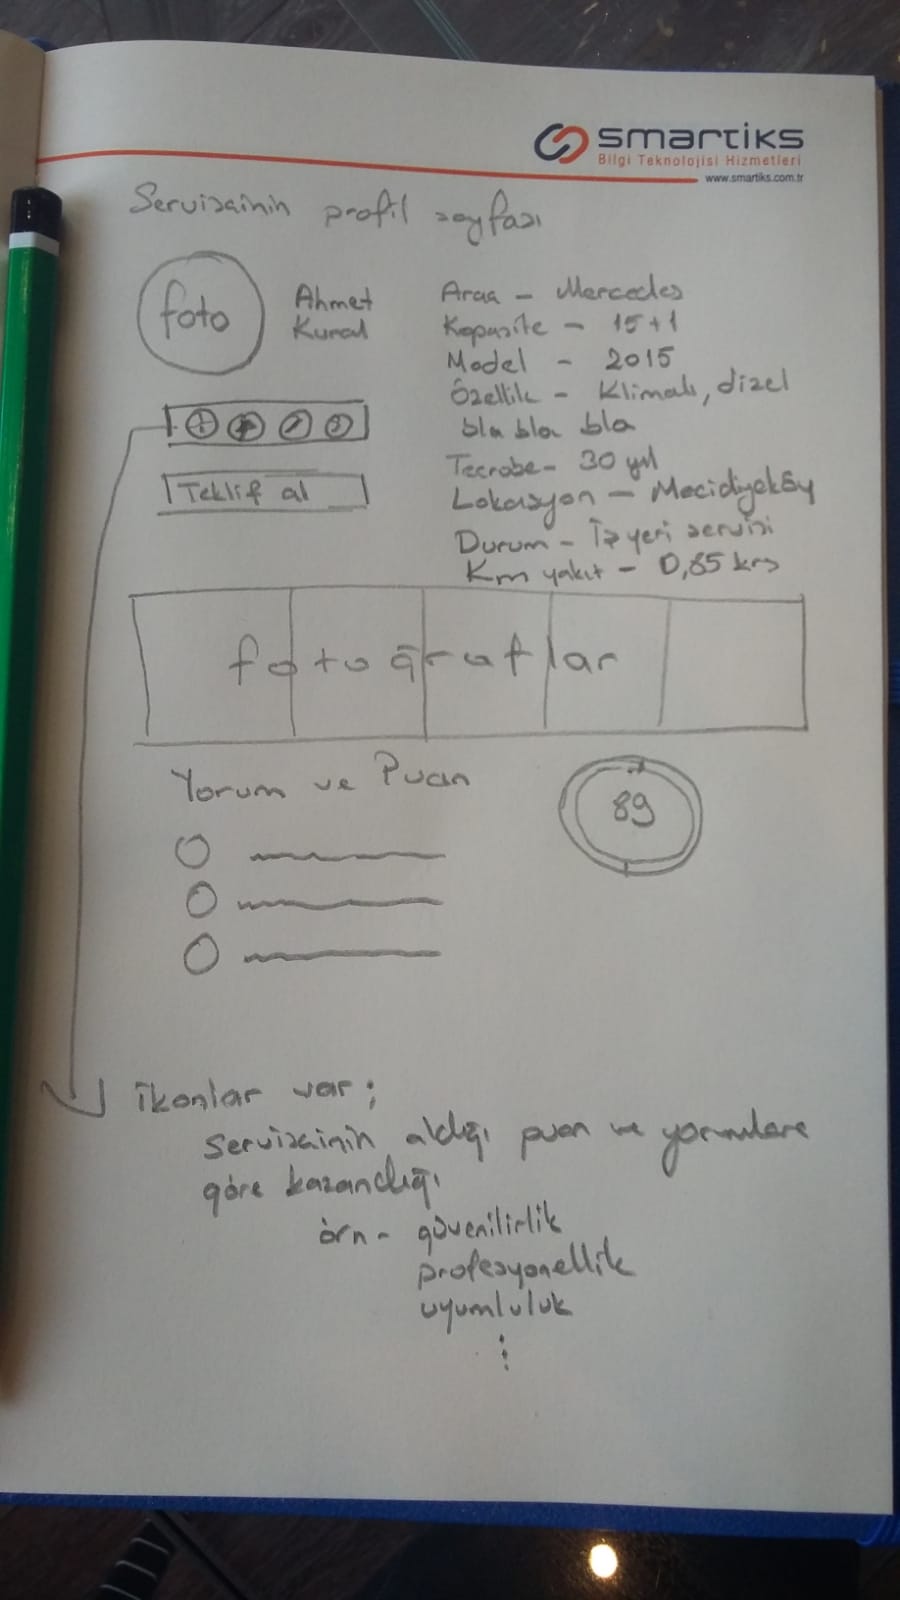 smartiks
Bilgi Teknolojisi Hizmetleri
www.smartiks.com.tr
Servisçinin profil sayfası
foto
Ahmet
Kural
Araç - Mercedes
Kapasite - 15+1
Model - 2015
Özellik - Klimalı, dizel
bla bla bla
Tecrübe - 30 yıl
Lokasyon - Mecidiyeköy
Durum - İş yeri servisi
Km yakıt - 0,85 krş
Teklif al
fotoğraflar
Yorum ve Puan
89
İkonlar var;
Servisçinin aldığı puan ve yorumlara
göre kazandığı
örn - güvenilirlik
profesyonellik
uyumluluk